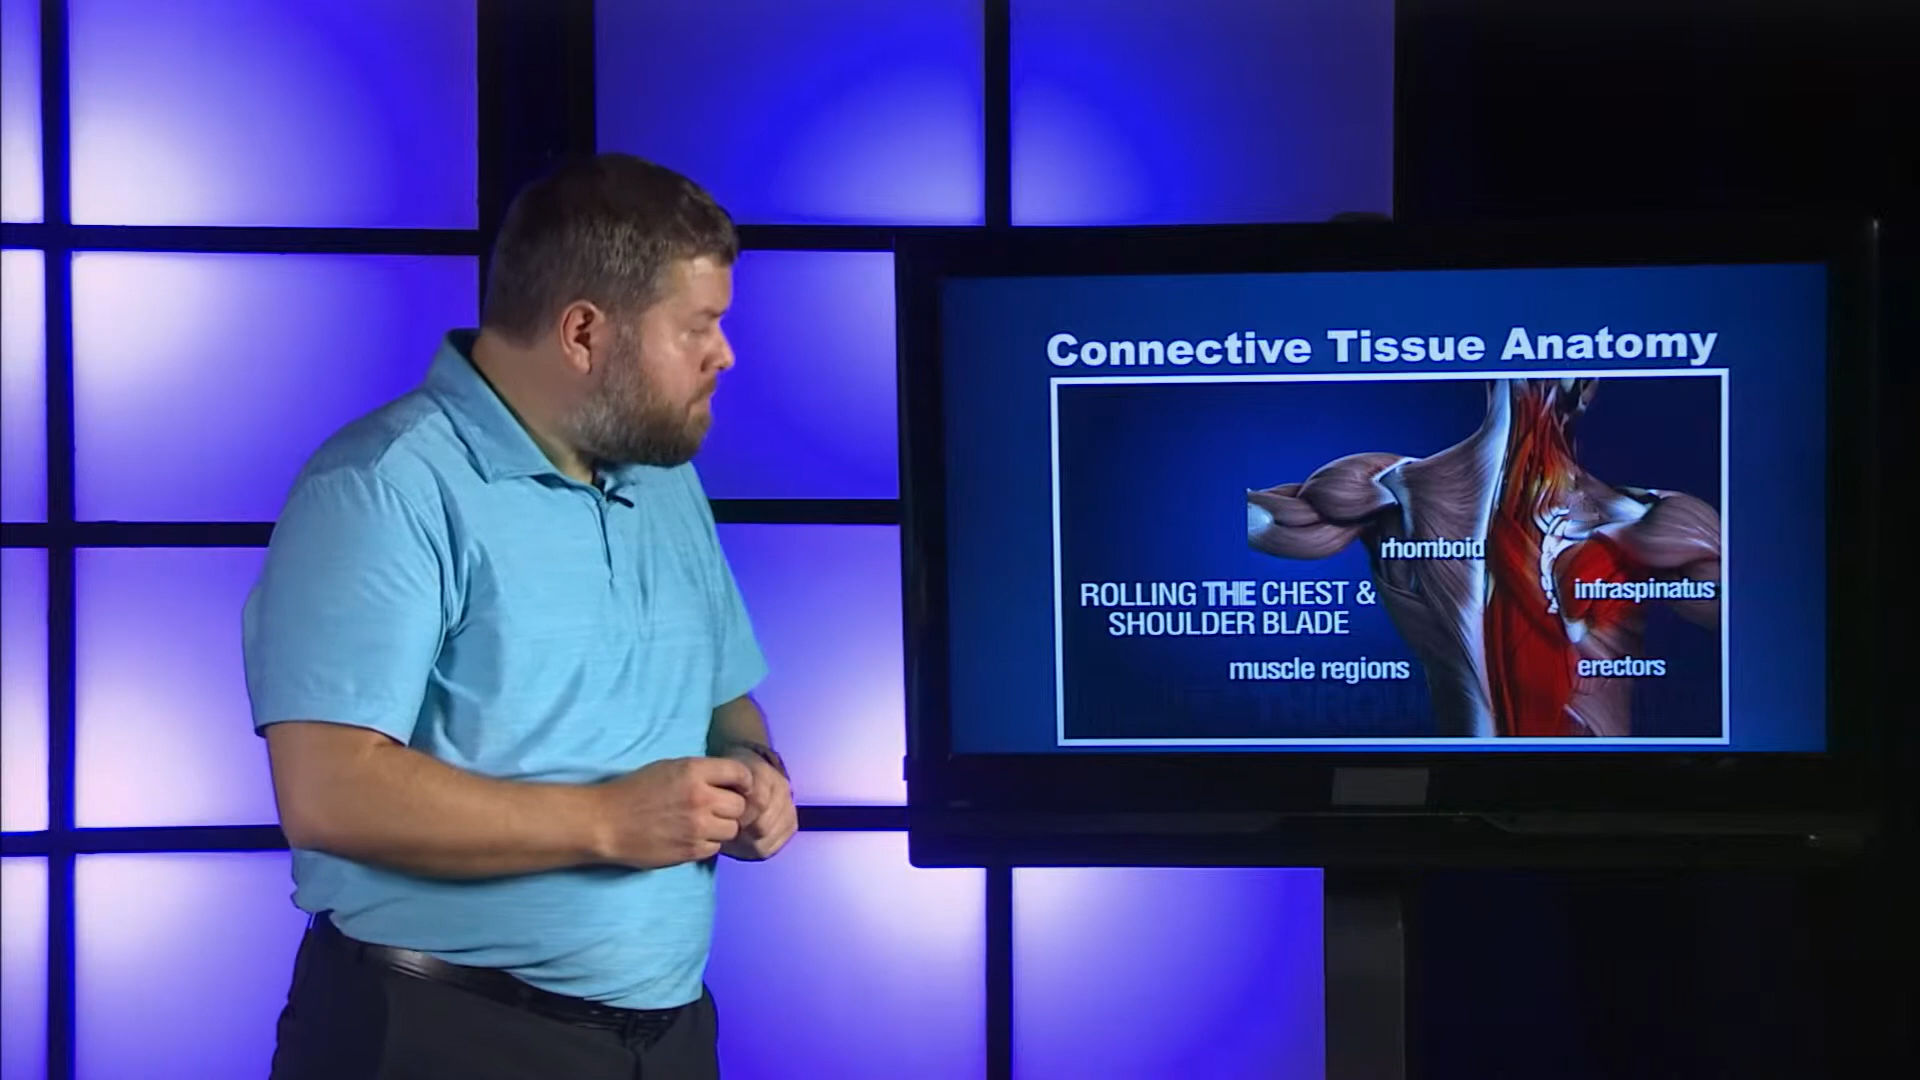 Connective Tissue Anatomy
rhomboid
ROLLING THE CHEST &
SHOULDER BLADE
infraspinatus
muscle regions
erectors